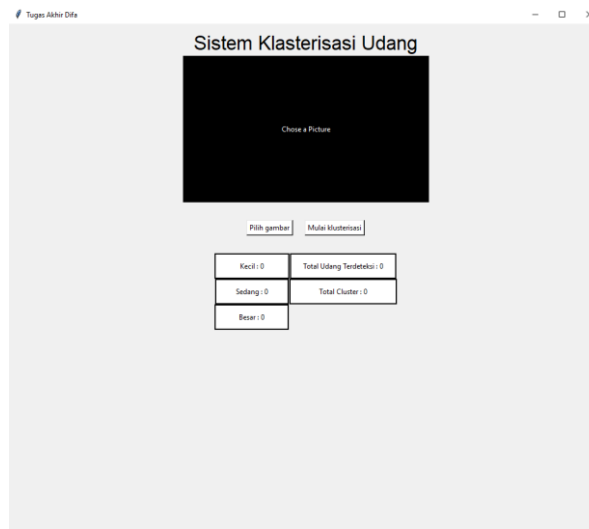 Tugas Akhir Difa
Sistem Klasterisasi Udang
Chose a Picture
Pilih gambar Mulai klusterisasi
Kecil : 0 Total Udang Terdeteksi : 0
Sedang : 0 Total Cluster : 0
Besar : 0